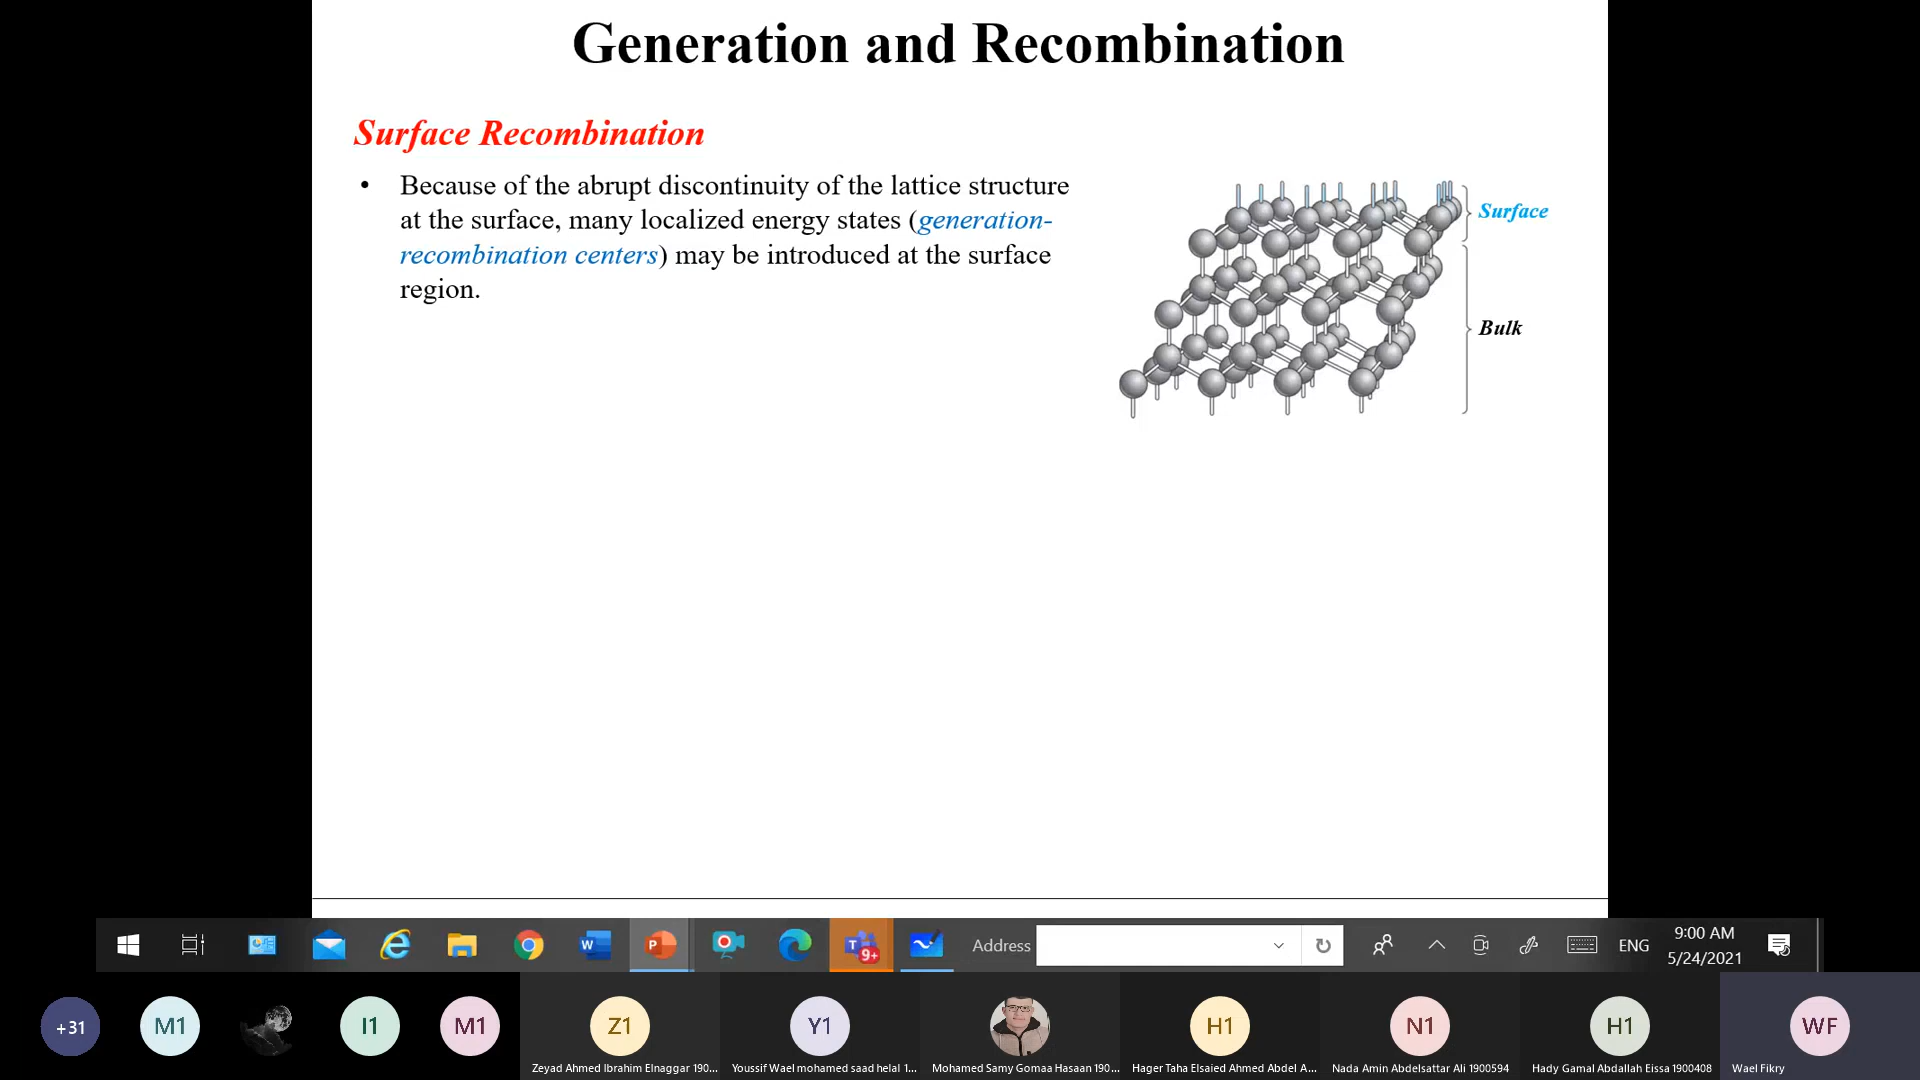 Generation and Recombination
Surface Recombination
• Because of the abrupt discontinuity of the lattice structure
at the surface, many localized energy states (generation-
recombination centers) may be introduced at the surface
region.
Surface
Bulk
Address
ENG
9:00 AM
5/24/2021
9+
+31
M1
I1
M1
Z1
Y1
H1
N1
H1
WF
Zeyad Ahmed Ibrahim Elnaggar 190...
Youssif Wael mohamed saad helal 1...
Mohamed Samy Gomaa Hasaan 190...
Hager Taha Elsaied Ahmed Abdel A...
Nada Amin Abdelsattar Ali 1900594
Hady Gamal Abdallah Eissa 1900408
Wael Fikry